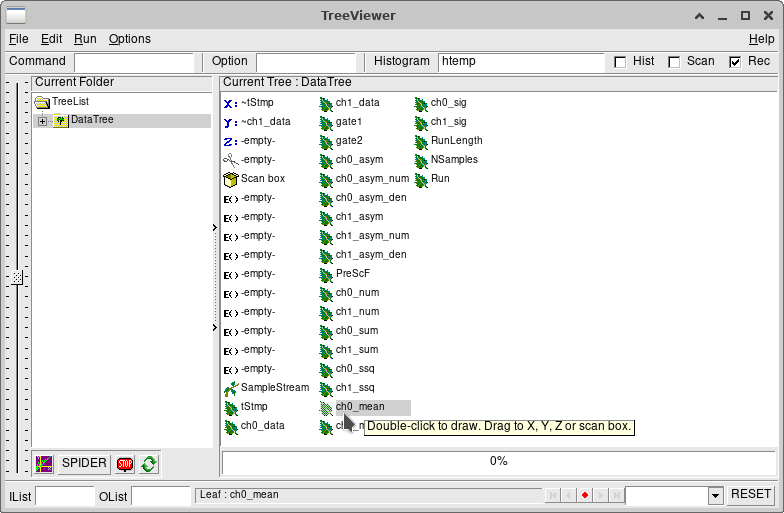 TreeViewer
File Edit Run Options Help
Command Option Histogram htemp Hist Scan Rec
Current Folder
TreeList
DataTree
Current Tree : DataTree
X: ~tStmp
Y: ~ch1_data
Z: -empty-
-empty-
Scan box
E() -empty-
E() -empty-
E() -empty-
E() -empty-
E() -empty-
E() -empty-
E() -empty-
E() -empty-
E() -empty-
E() -empty-
SampleStream
tStmp
ch0_data
ch1_data
gate1
gate2
ch0_asym
ch0_asym_num
ch0_asym_den
ch1_asym
ch1_asym_num
ch1_asym_den
PreScF
ch0_num
ch1_num
ch0_sum
ch1_sum
ch0_ssq
ch1_ssq
ch0_mean
ch0_sig
ch1_sig
RunLength
NSamples
Run
Double-click to draw. Drag to X, Y, Z or scan box.
SPIDER STOP
0%
IList OList Leaf : ch0_mean RESET